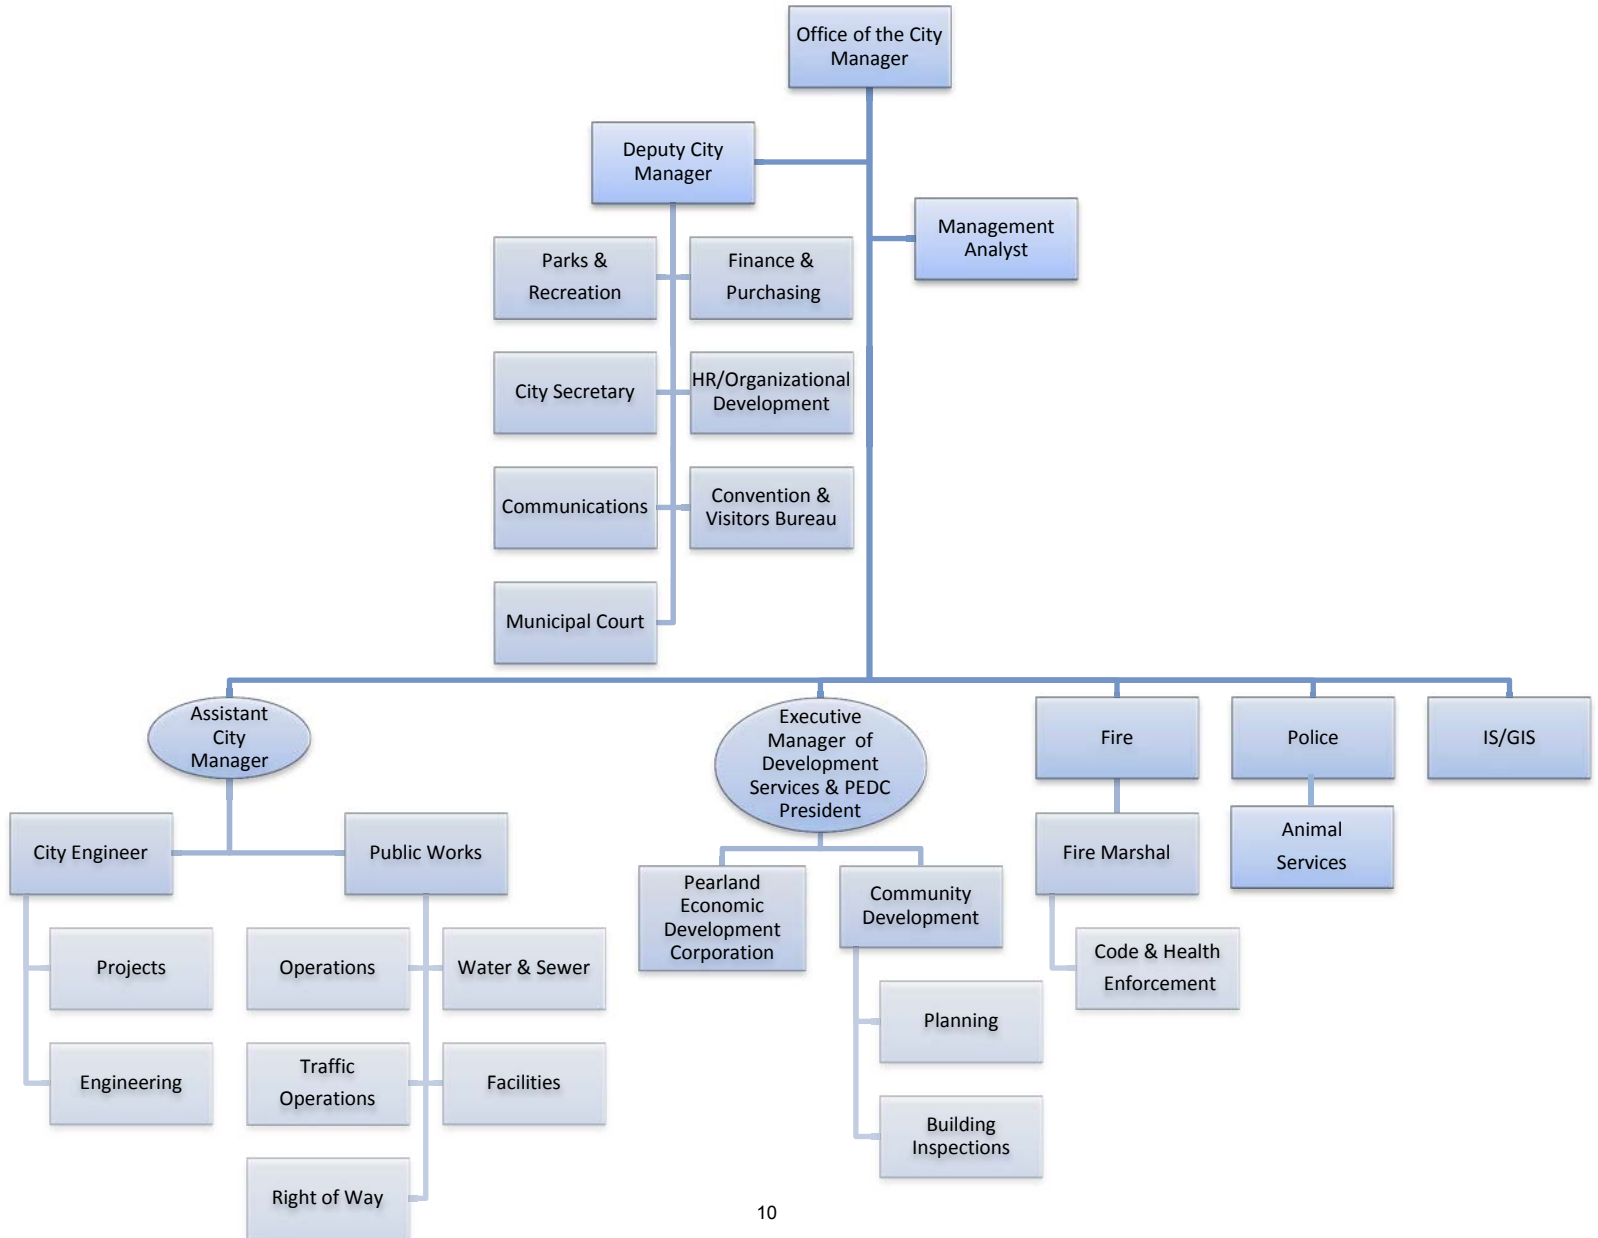 Office of the City
Manager
Deputy City
Manager
Management
Analyst
Parks &
Recreation
Finance &
Purchasing
City Secretary
HR/Organizational
Development
Communications
Convention &
Visitors Bureau
Municipal Court
Assistant
City
Manager
Executive
Manager of
Development
Services & PEDC
President
Fire
Police
IS/GIS
City Engineer
Public Works
Pearland
Economic
Development
Corporation
Community
Development
Fire Marshal
Animal
Services
Projects
Operations
Water & Sewer
Code & Health
Enforcement
Planning
Engineering
Traffic
Operations
Facilities
Building
Inspections
Right of Way
10